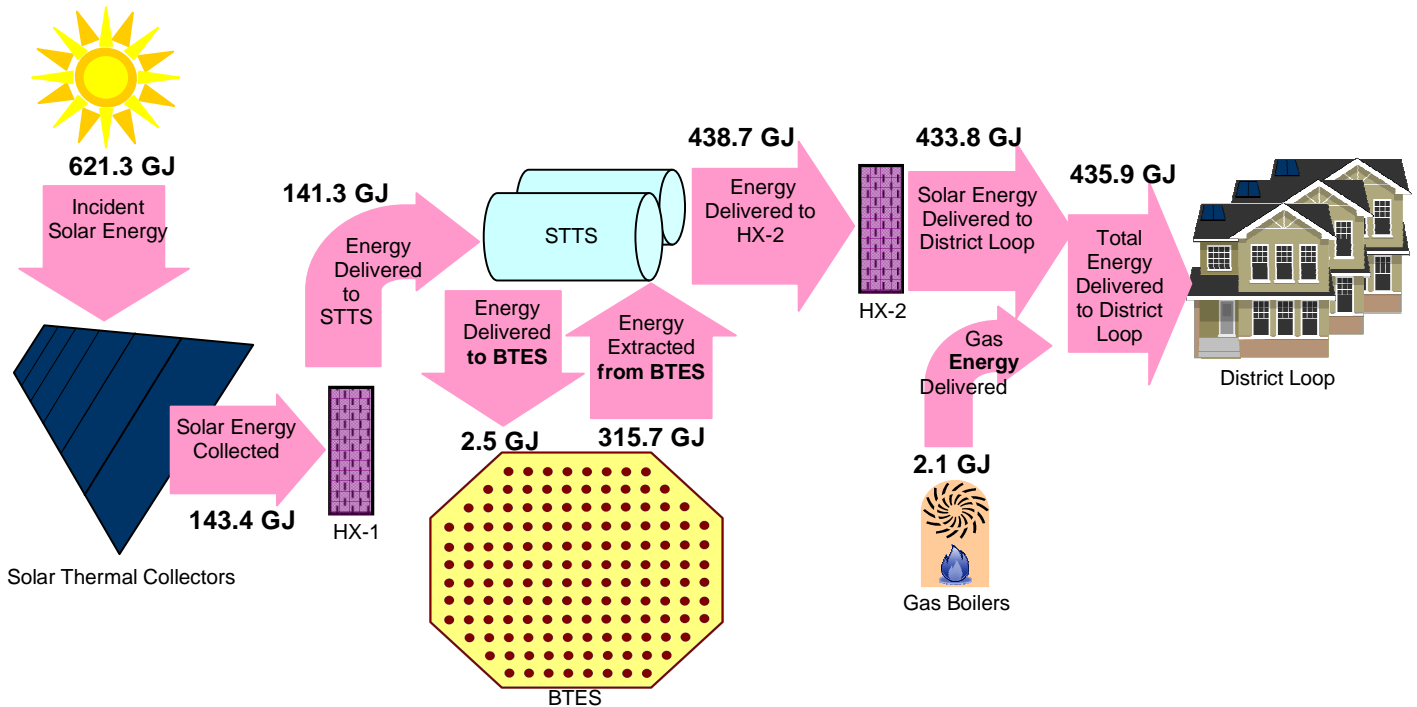 621.3 GJ
Incident
Solar Energy
Solar Thermal Collectors
Solar Energy
Collected
143.4 GJ
HX-1
141.3 GJ
Energy
Delivered
to
STTS
STTS
Energy
Delivered
to BTES
2.5 GJ
Energy
Extracted
from BTES
315.7 GJ
BTES
438.7 GJ
Energy
Delivered to
HX-2
HX-2
433.8 GJ
Solar Energy
Delivered to
District Loop
Gas
Energy
Delivered
2.1 GJ
Gas Boilers
435.9 GJ
Total
Energy
Delivered
to District
Loop
District Loop